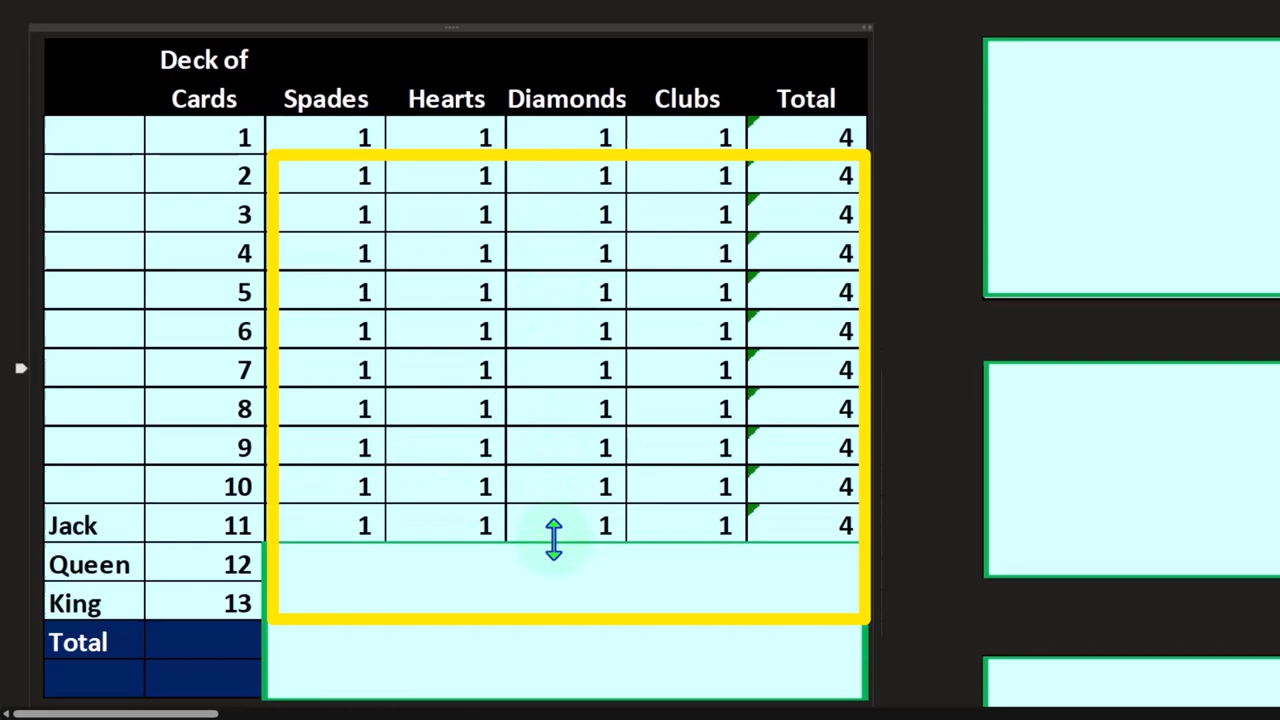 Deck of
Cards Spades Hearts Diamonds Clubs Total
1 1 1 1 1 4
2 1 1 1 1 4
3 1 1 1 1 4
4 1 1 1 1 4
5 1 1 1 1 4
6 1 1 1 1 4
7 1 1 1 1 4
8 1 1 1 1 4
9 1 1 1 1 4
10 1 1 1 1 4
Jack 11 1 1 1 1 4
Queen 12
King 13
Total